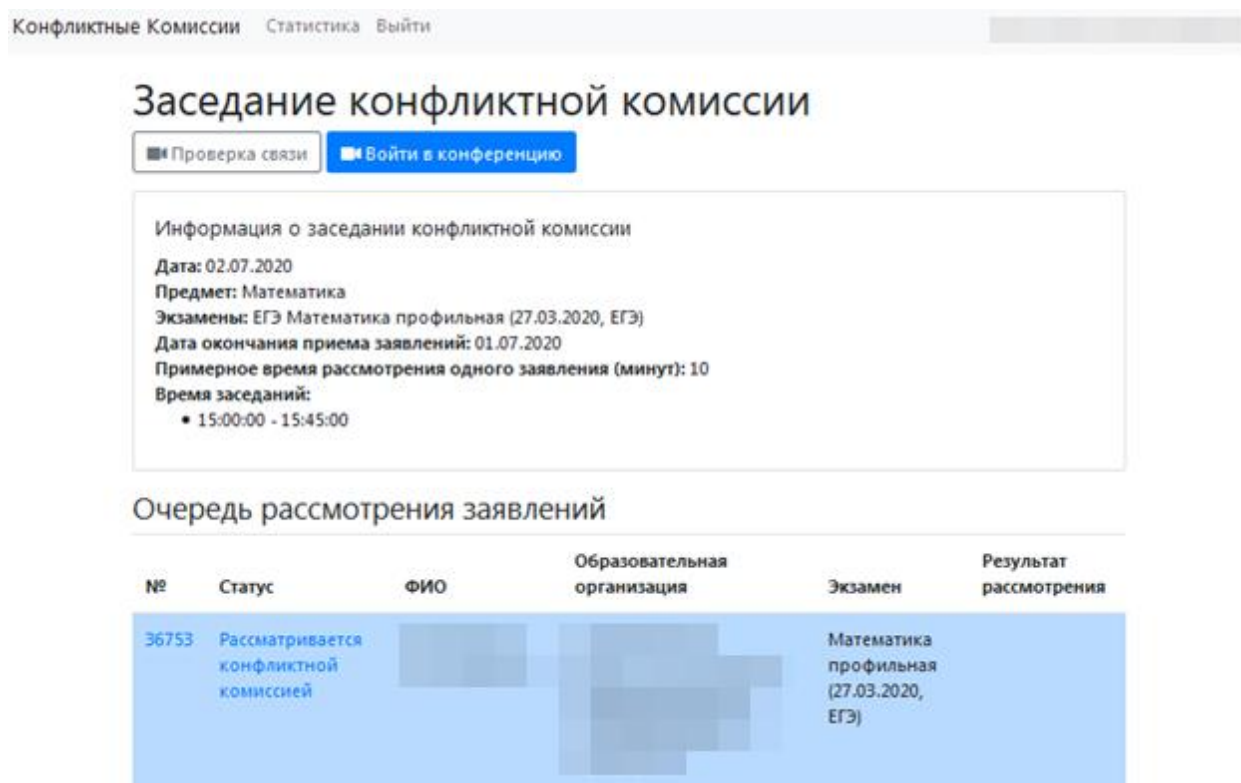 Конфликтные Комиссии Статистика Выйти
Заседание конфликтной комиссии
Проверка связи Войти в конференцию
Информация о заседании конфликтной комиссии
Дата: 02.07.2020
Предмет: Математика
Экзамены: ЕГЭ Математика профильная (27.03.2020, ЕГЭ)
Дата окончания приема заявлений: 01.07.2020
Примерное время рассмотрения одного заявления (минут): 10
Время заседаний:
• 15:00:00 - 15:45:00
Очередь рассмотрения заявлений
№ Статус ФИО Образовательная организация Экзамен Результат рассмотрения
36753 Рассматривается
конфликтной
комиссией
Математика
профильная
(27.03.2020,
ЕГЭ)